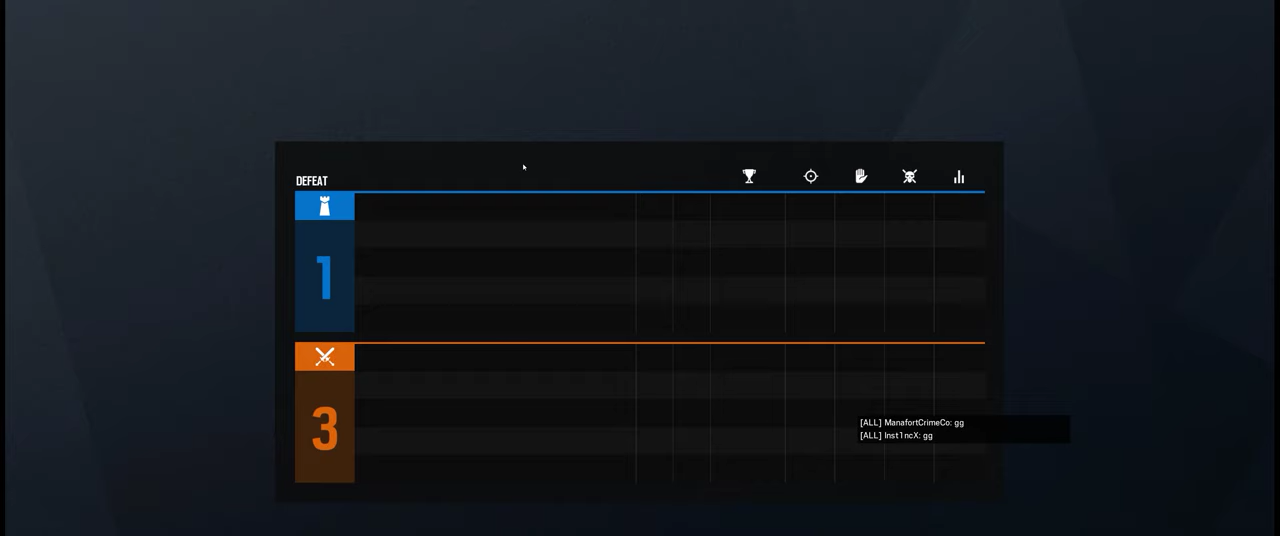 DEFEAT
1
3
[ALL] ManafortCrimeCo: gg
[ALL] Inst1ncX: gg